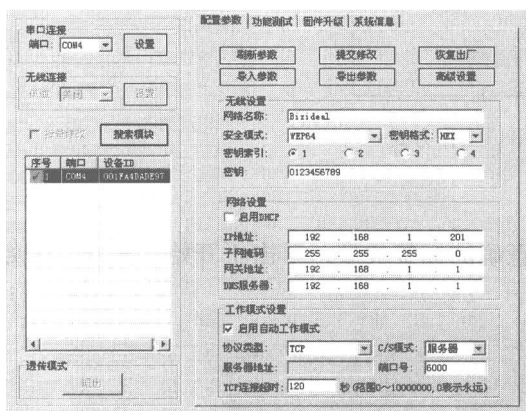 串口连接
端口: COM4 设置
无线连接
设置
搜索模块
序号 端口 设备ID
1 COM4 001FA4DADE97
透传模式
退出
配置参数 功能测试 固件升级 系统信息
刷新参数 提交修改 恢复出厂
导入参数 导出参数 高级设置
无线设置
网络名称: Birideal
安全模式: WEP64 密钥格式: HEX
密钥索引: 1 2 3 4
密钥 0123456789
网络设置
启用DHCP
IP地址: 192 . 168 . 1 . 201
子网掩码 255 . 255 . 255 . 0
网关地址: 192 . 168 . 1 . 1
DNS服务器: 192 . 168 . 1 . 1
工作模式设置
启用自动工作模式
协议类型: TCP C/S模式: 服务器
服务器地址: 端口号: 6000
TCP连接超时: 120 秒 (范围0~10000000, 0表示永远)